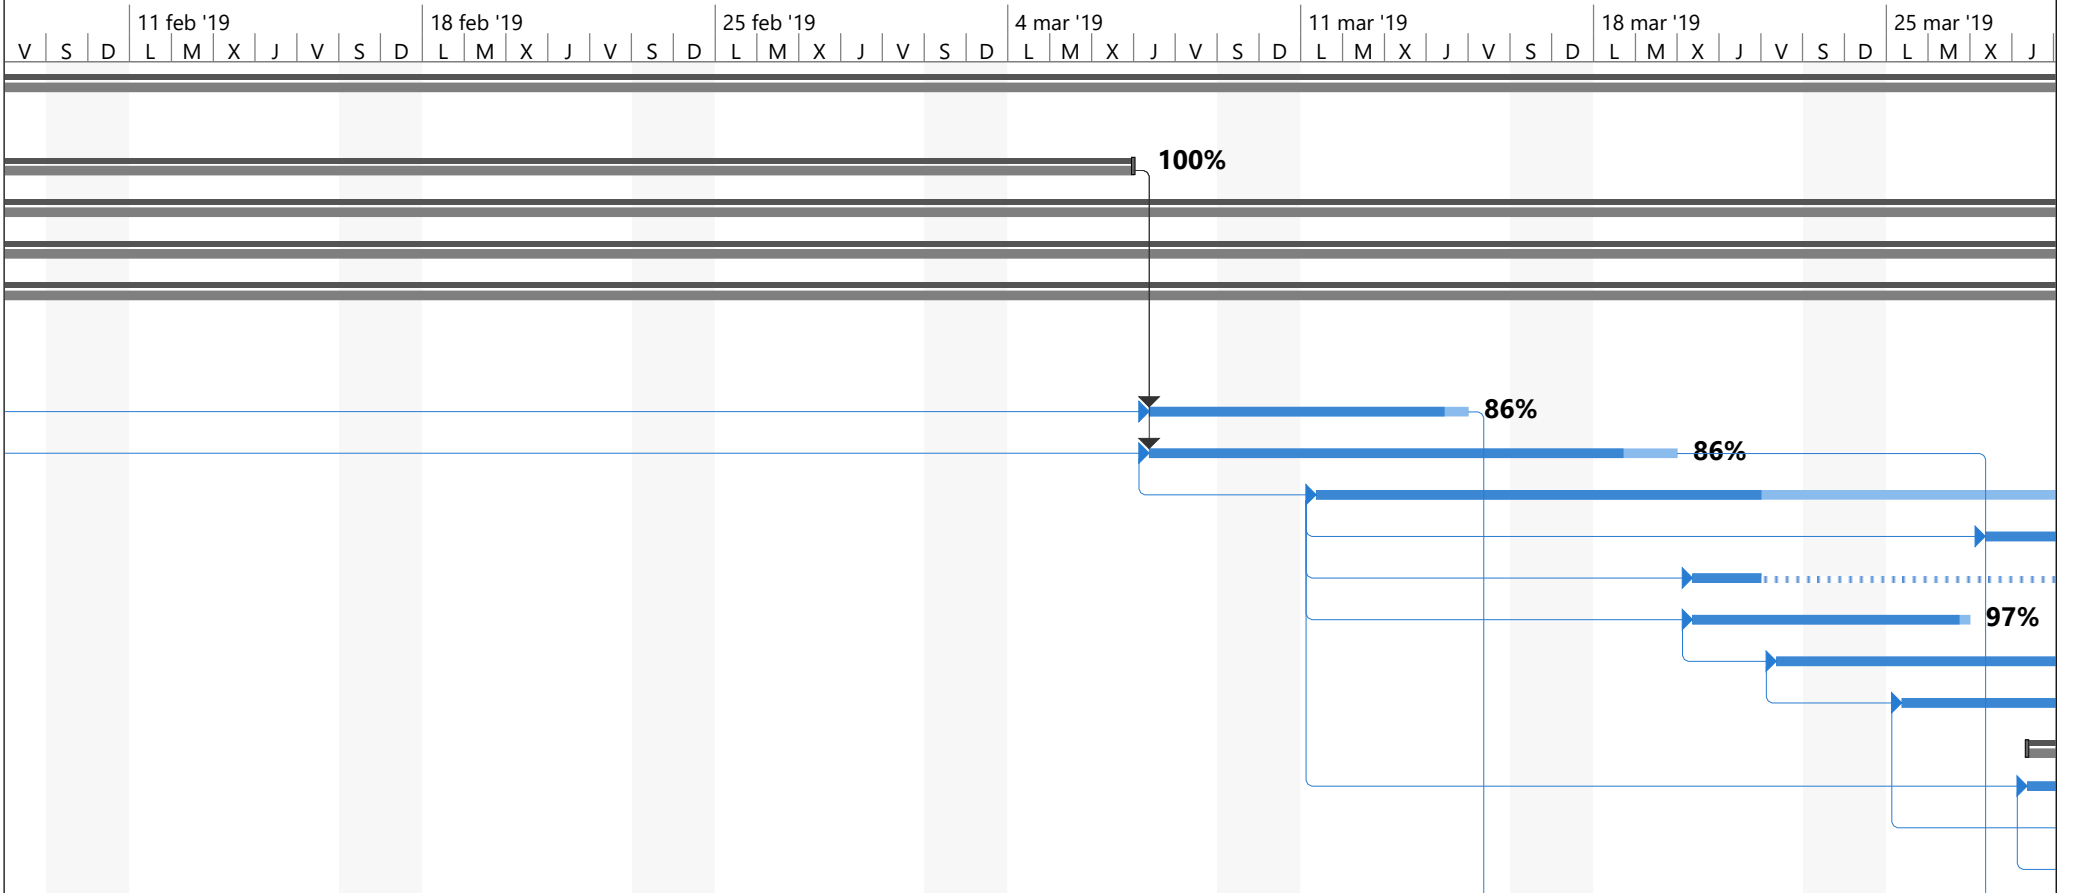 11 feb '19 18 feb '19 25 feb '19 4 mar '19 11 mar '19 18 mar '19 25 mar '19
V S D L M X J V S D L M X J V S D L M X J V S D L M X J V S D L M X J V S D L M X J V S D L M X J
100%
86%
86%
97%